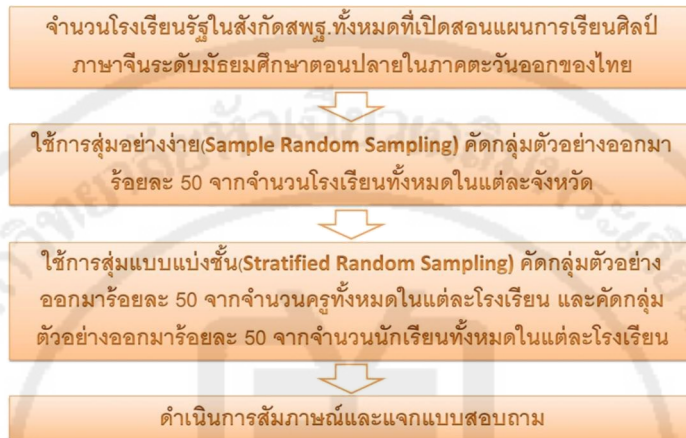 จำนวนโรงเรียนรัฐในสังกัดสพฐ.ทั้งหมดที่เปิดสอนแผนการเรียนศิลป์
ภาษาจีนระดับมัธยมศึกษาตอนปลายในภาคตะวันออกของไทย
ใช้การสุ่มอย่างง่าย(Sample Random Sampling) คัดกลุ่มตัวอย่างออกมา
ร้อยละ 50 จากจำนวนโรงเรียนทั้งหมดในแต่ละจังหวัด
ใช้การสุ่มแบบแบ่งชั้น(Stratified Random Sampling) คัดกลุ่มตัวอย่าง
ออกมาร้อยละ 50 จากจำนวนครูทั้งหมดในแต่ละโรงเรียน และคัดกลุ่ม
ตัวอย่างออกมาร้อยละ 50 จากจำนวนนักเรียนทั้งหมดในแต่ละโรงเรียน
ดำเนินการสัมภาษณ์และแจกแบบสอบถาม